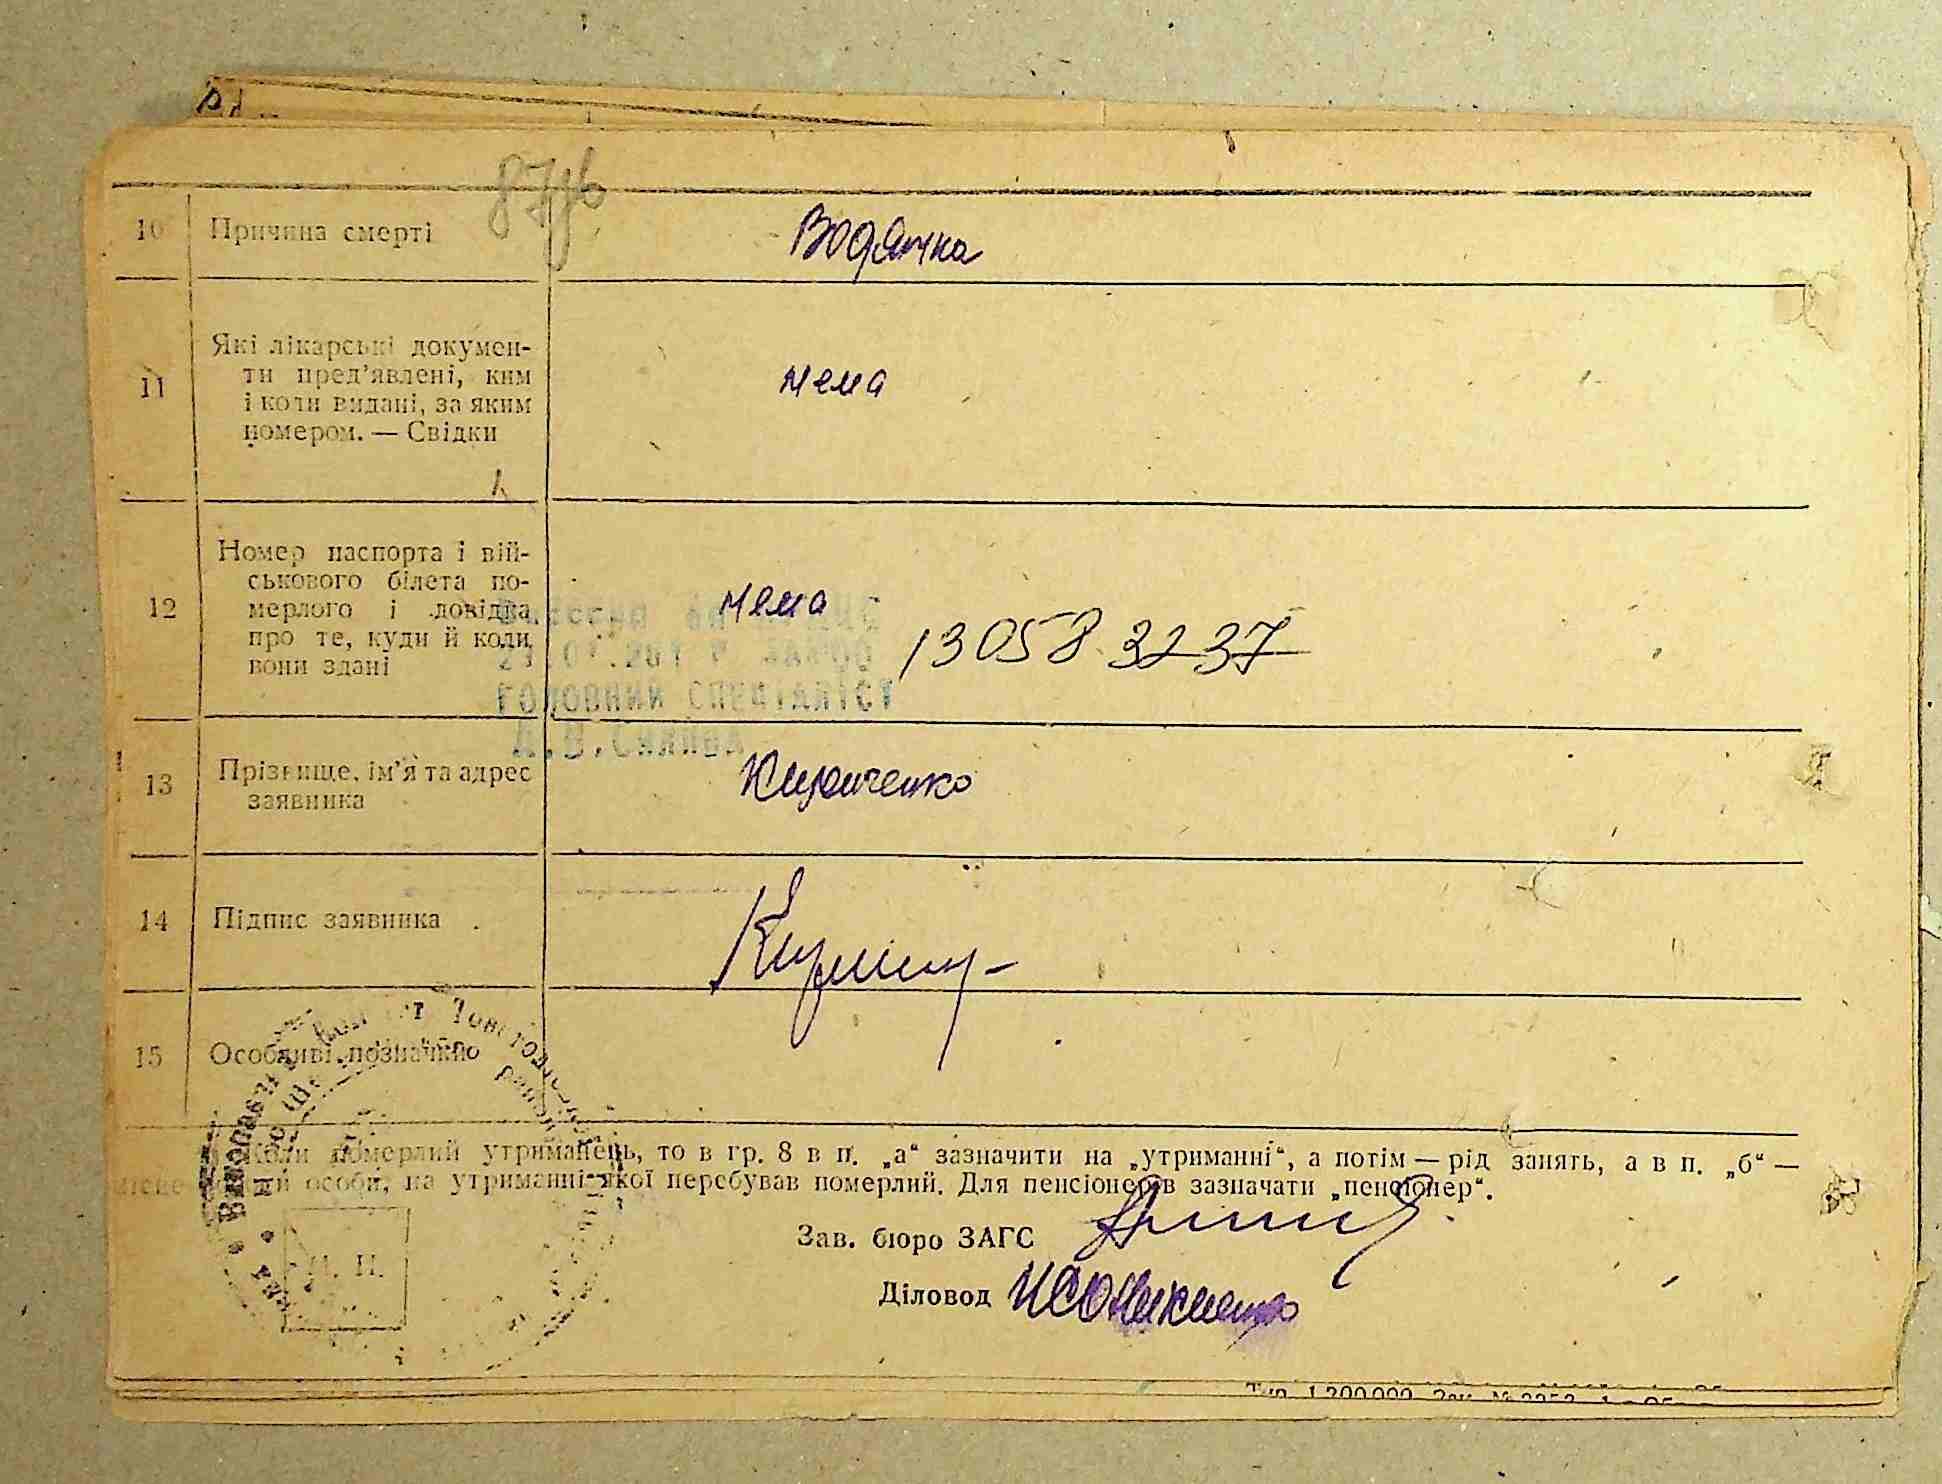 10 Причина смерті Водянка
11 Які лікарські докумен-
ти пред’явлені, ким
і коли видані, за яким
номером. — Свідки
нема
12 Номер паспорта і вій-
ськового білета по-
мерлого і довідка
про те, куди й коли
вони здані
нема
13058 3237
ГОЛОВНИЙ СПЕЦІАЛІСТ
13 Прізвище, ім’я та адрес
заявника
14 Підпис заявника
15 Особливі позначки
Коли померлий утриманець, то в гр. 8 в п. „а“ зазначити на „утриманні“, а потім — рід занять, а в п. „б“ —
особи, на утриманні якої перебував померлий. Для пенсіонерів зазначати „пенсіонер“.
Зав. бюро ЗАГС
Діловод